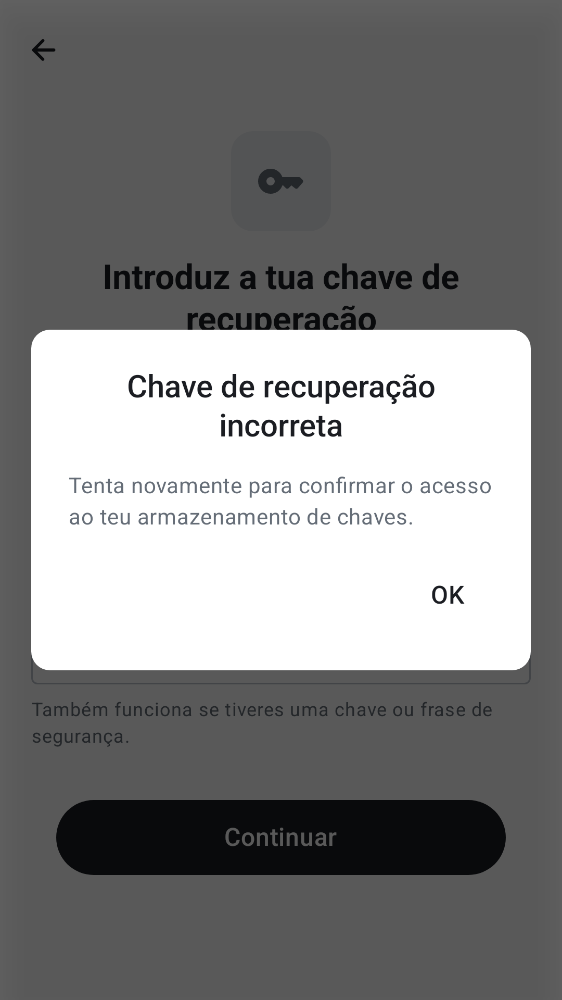 Introduz a tua chave de
recuperação
Chave de recuperação
incorreta
Tenta novamente para confirmar o acesso
ao teu armazenamento de chaves.
OK
Também funciona se tiveres uma chave ou frase de
segurança.
Continuar